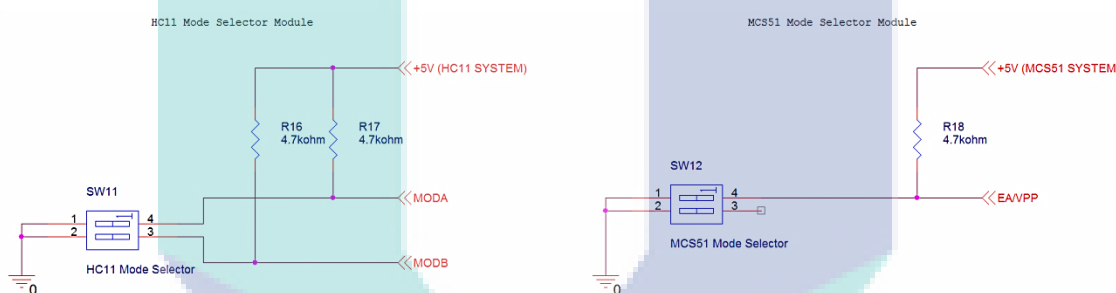 HC11 Mode Selector Module
+5V (HC11 SYSTEM)
R16
4.7kohm
R17
4.7kohm
SW11
1
2
4
3
MODA
MODB
HC11 Mode Selector
0
MCS51 Mode Selector Module
+5V (MCS51 SYSTEM
R18
4.7kohm
SW12
1
2
4
3
EA/VPP
MCS51 Mode Selector
0